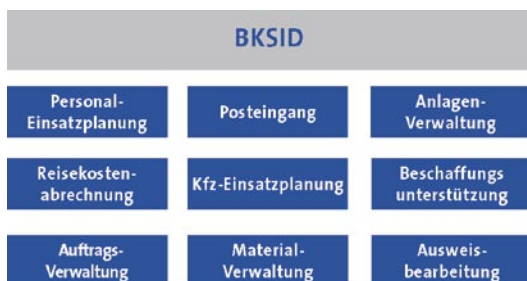 BKSID
Personal-
Einsatzplanung
Posteingang
Anlagen-
Verwaltung
Reisekosten-
abrechnung
Kfz-Einsatzplanung
Beschaffungs
unterstützung
Auftrags-
Verwaltung
Material-
Verwaltung
Ausweis-
bearbeitung